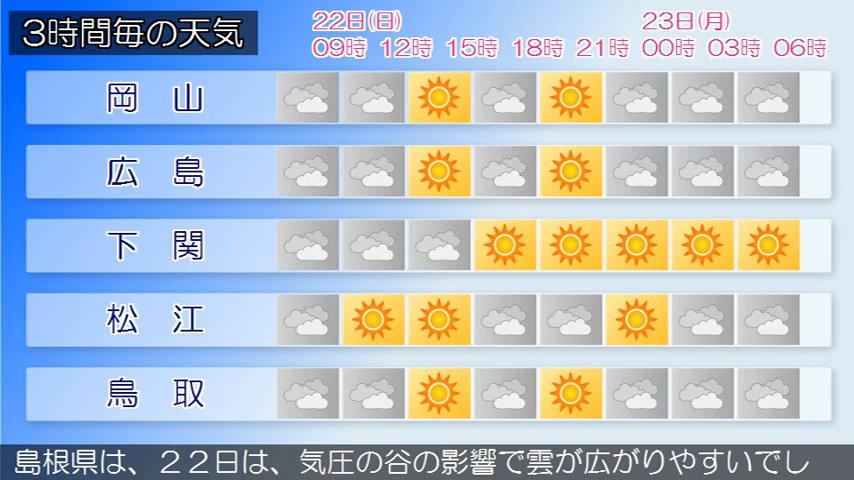 3時間毎の天気
22日(日) 23日(月)
09時 12時 15時 18時 21時 00時 03時 06時
岡 山
広 島
下 関
松 江
鳥 取
島根県は、２２日は、気圧の谷の影響で雲が広がりやすいでし